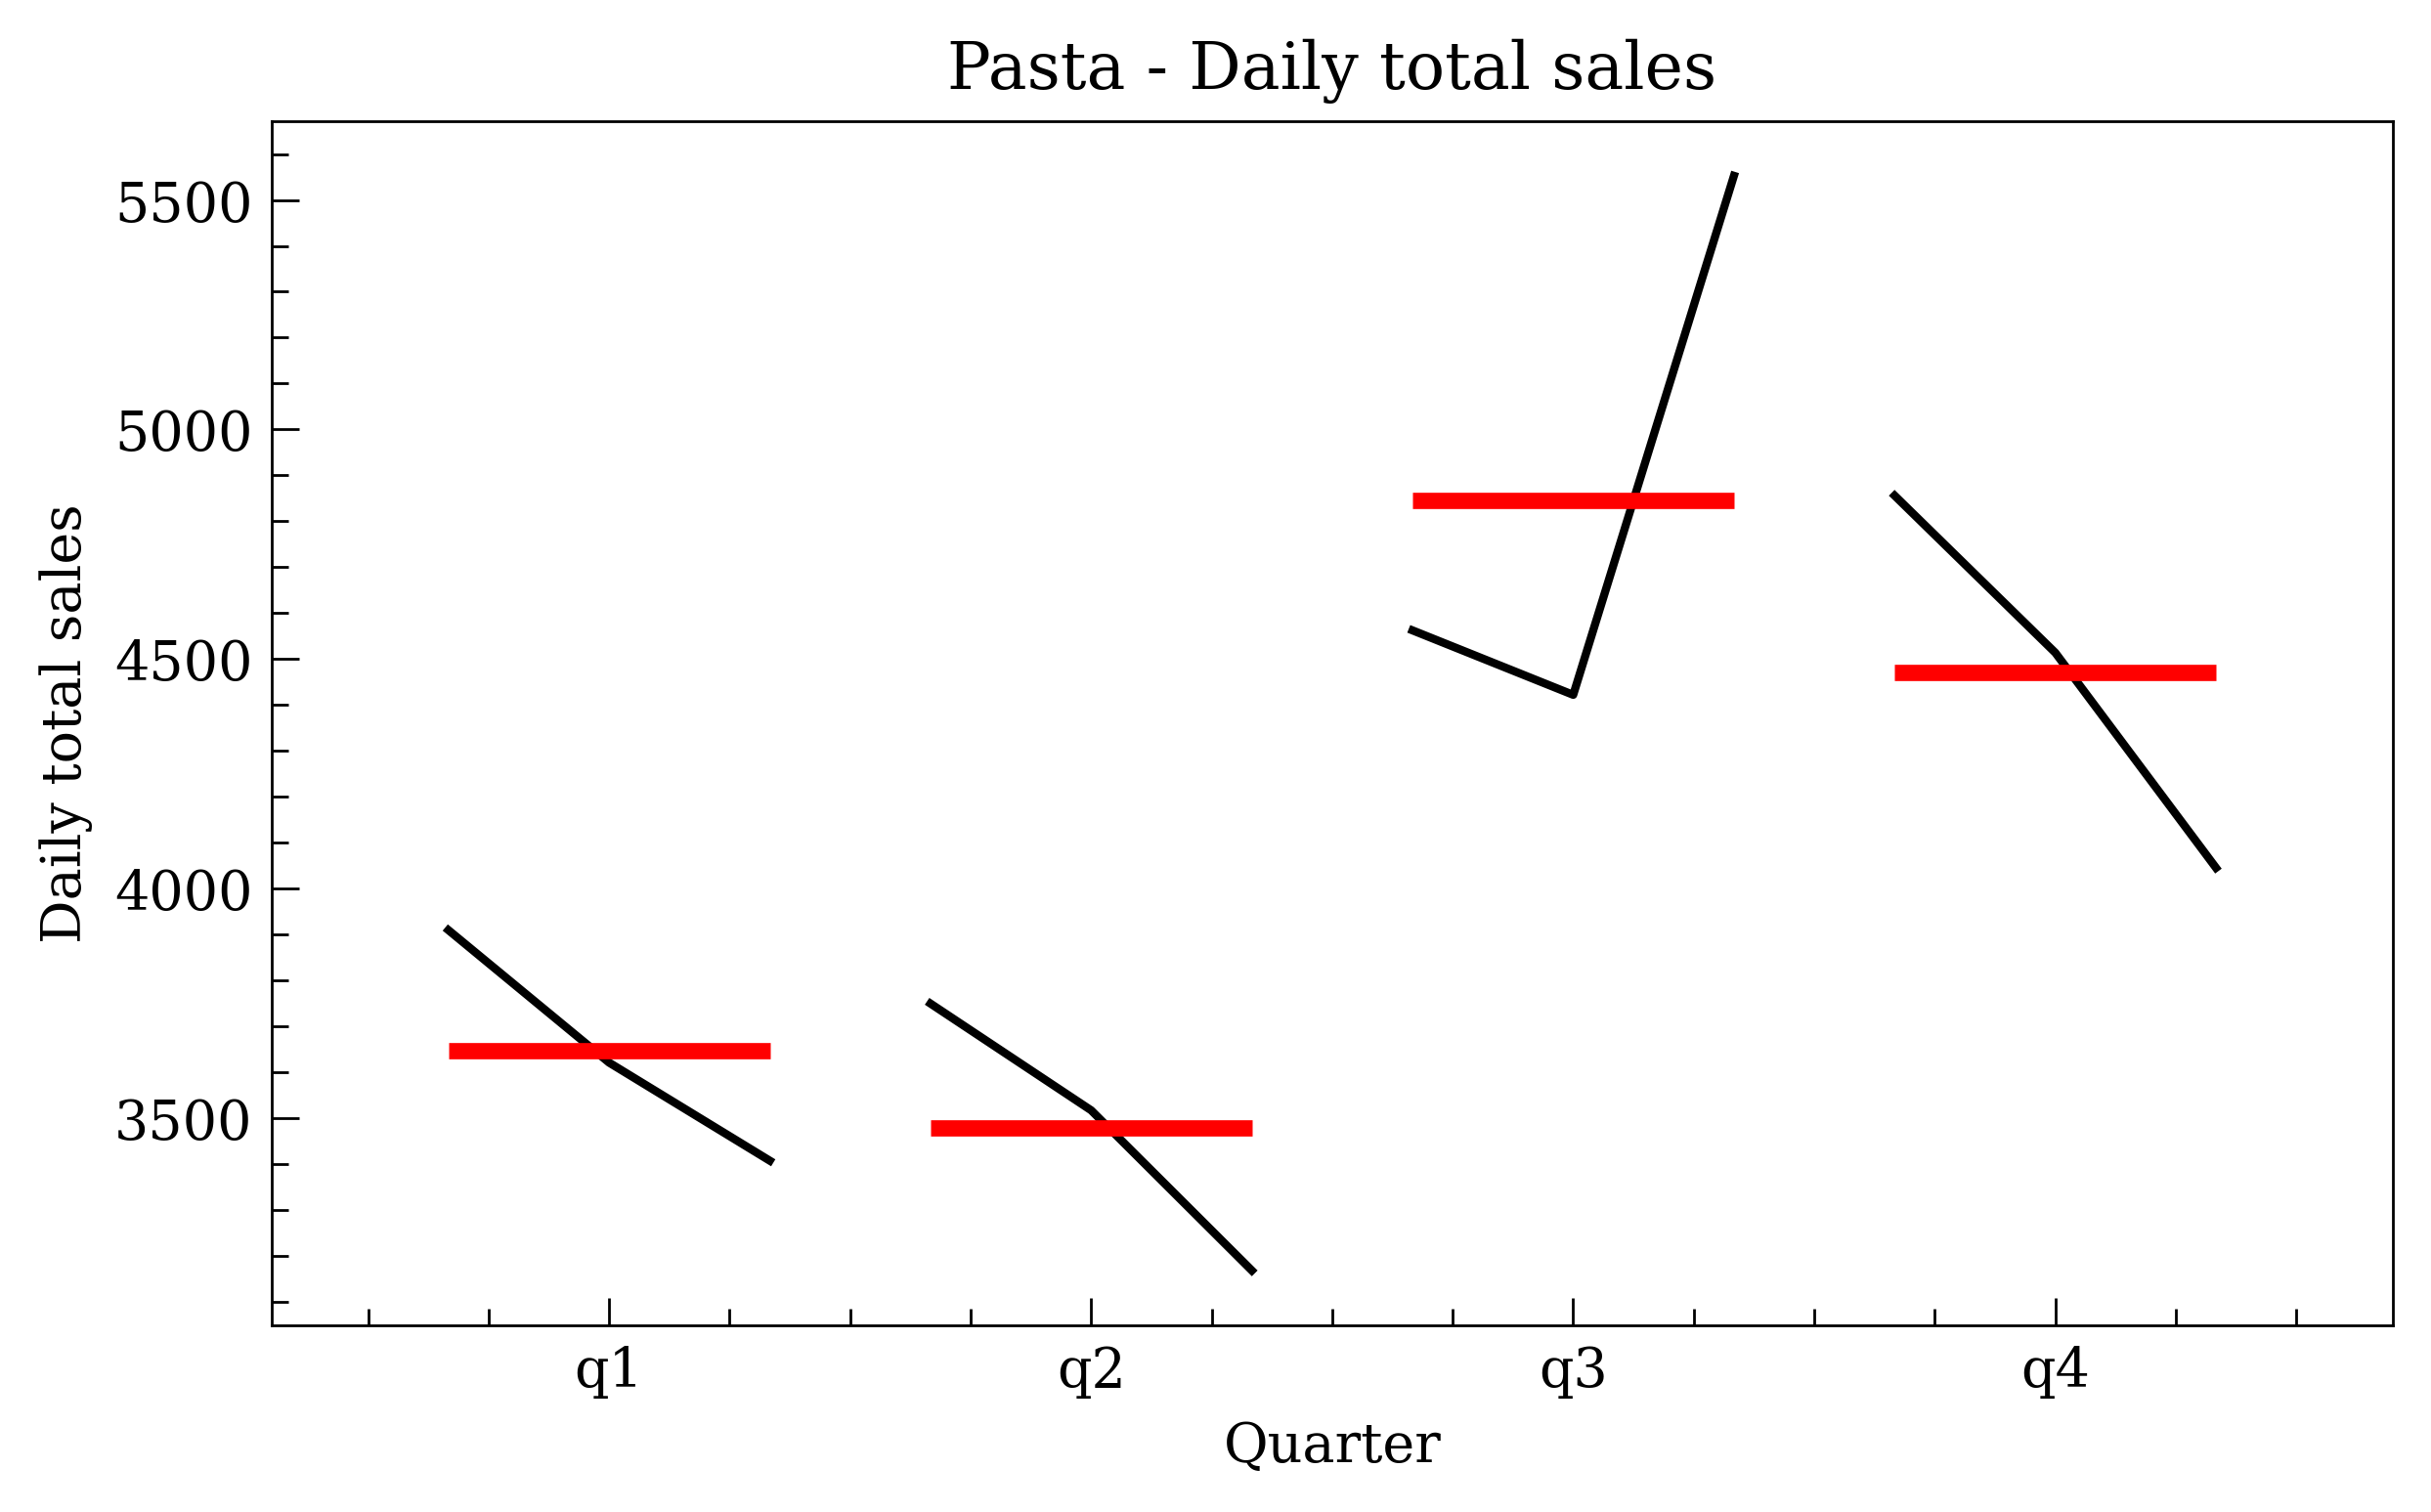 Pasta - Daily total sales
Daily total sales
5500
5000
4500
4000
3500
q1 q2 q3 q4
Quarter